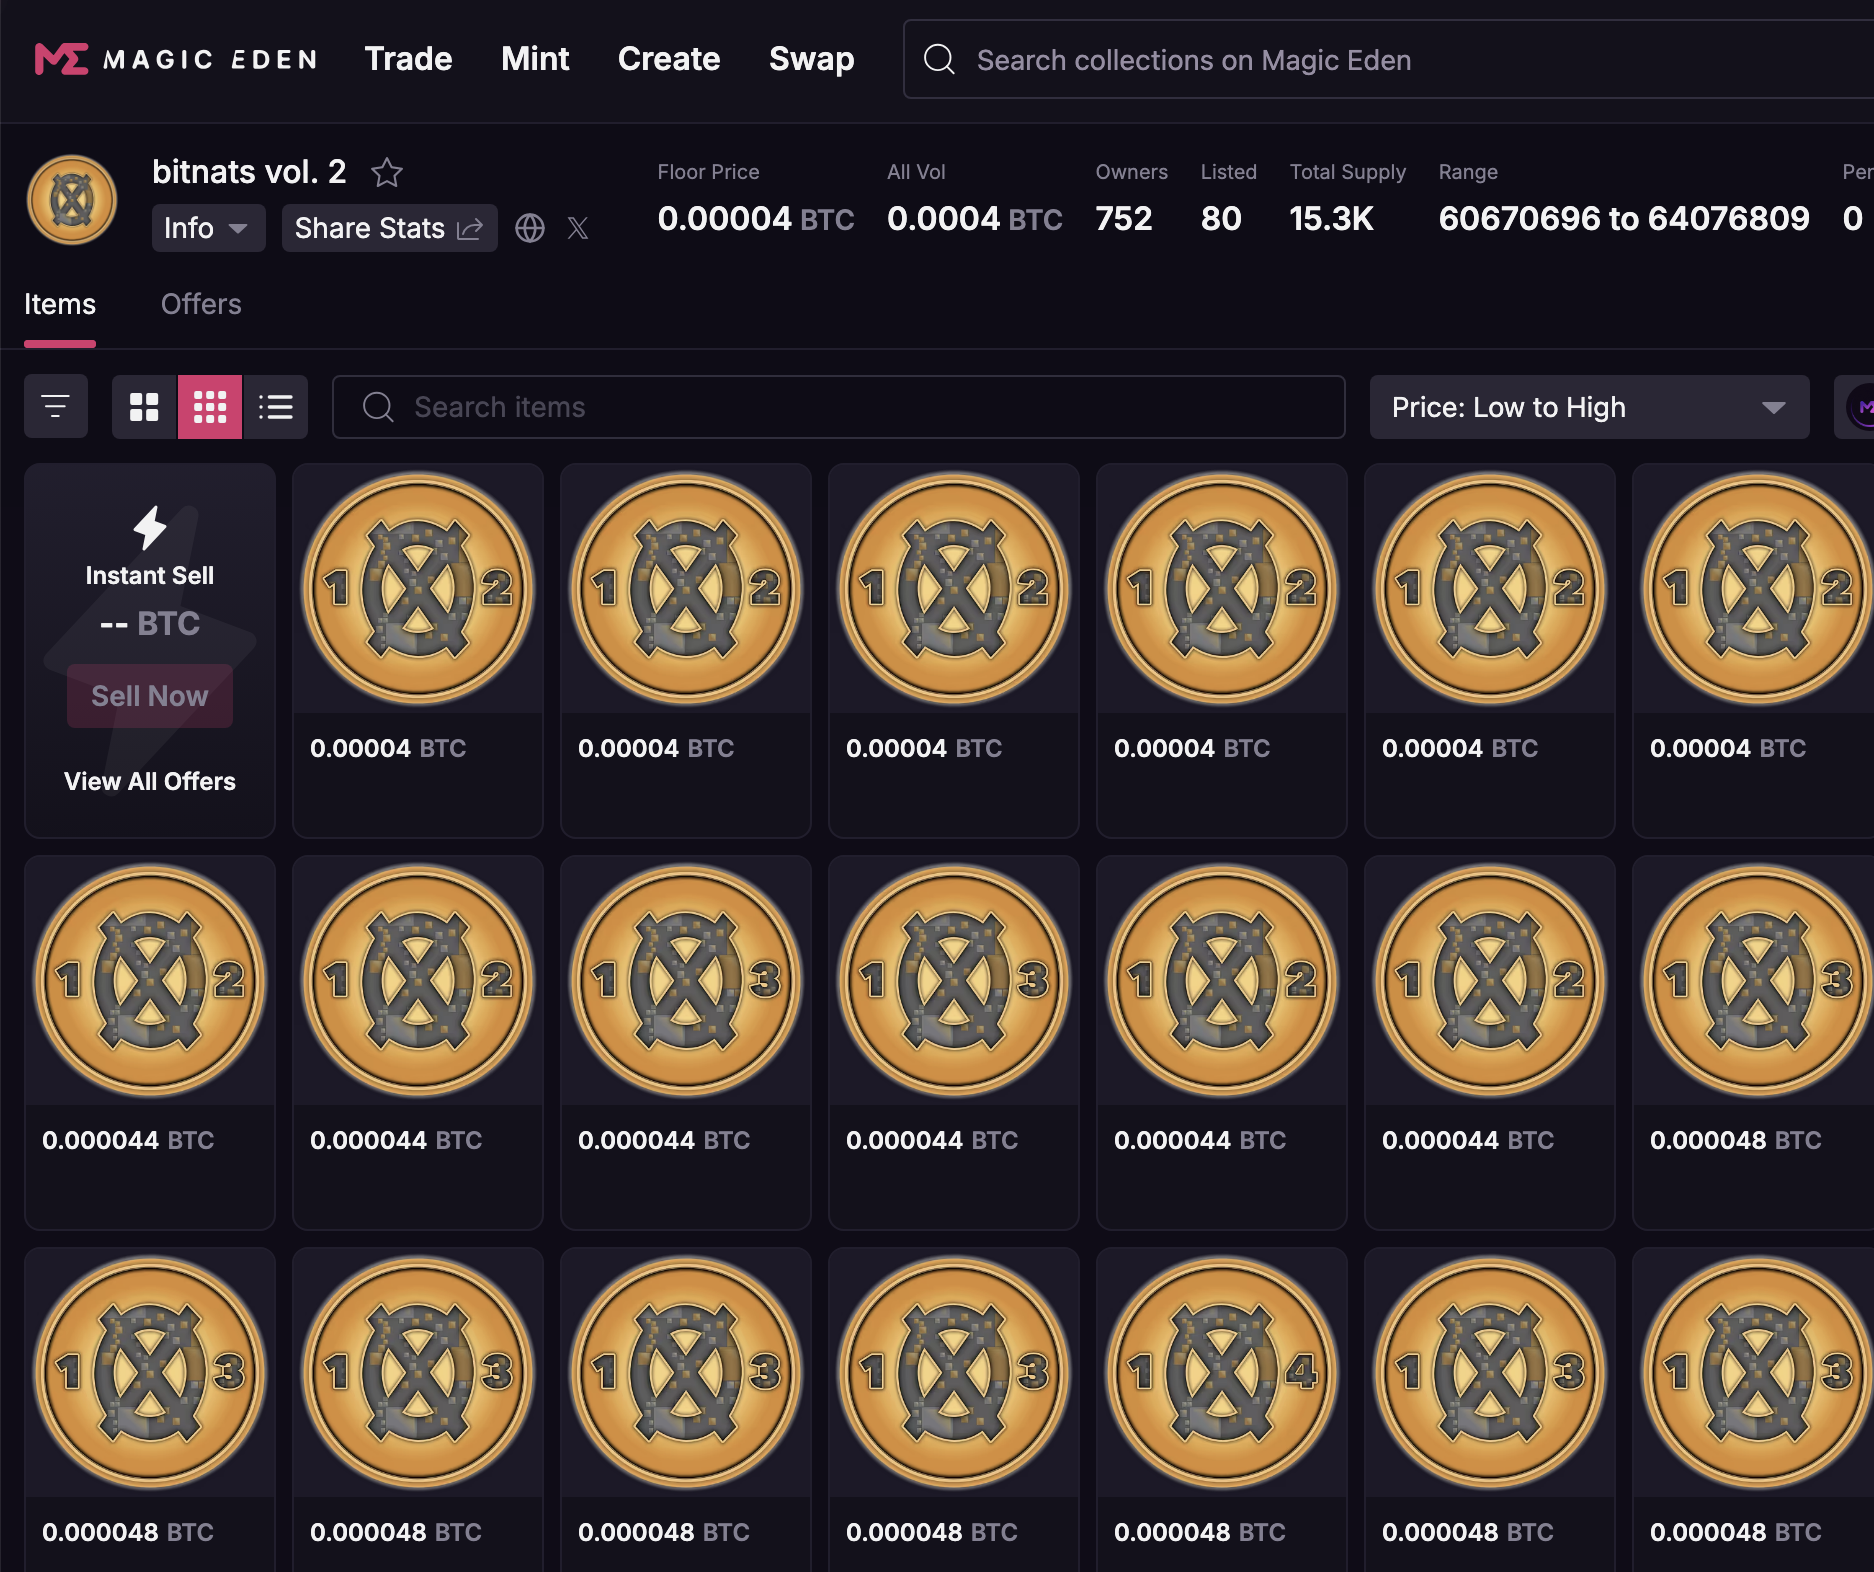 MAGIC EDEN Trade Mint Create Swap Search collections on Magic Eden
bitnats vol. 2
Info Share Stats
Floor Price All Vol Owners Listed Total Supply Range
0.00004 BTC 0.0004 BTC 752 80 15.3K 60670696 to 64076809 0
Items Offers
Search items Price: Low to High
Instant Sell
-- BTC
Sell Now
View All Offers
1 2 1 2 1 2 1 2 1 2 1 2
0.00004 BTC 0.00004 BTC 0.00004 BTC 0.00004 BTC 0.00004 BTC 0.00004 BTC
1 2 1 2 1 3 1 3 1 2 1 2 1 3
0.000044 BTC 0.000044 BTC 0.000044 BTC 0.000044 BTC 0.000044 BTC 0.000044 BTC 0.000048 BTC
1 3 1 3 1 3 1 3 1 4 1 3 1 3
0.000048 BTC 0.000048 BTC 0.000048 BTC 0.000048 BTC 0.000048 BTC 0.000048 BTC 0.000048 BTC